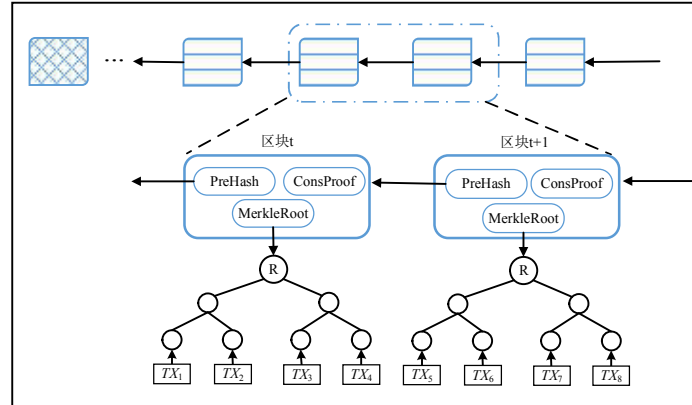 ...
区块t
区块t+1
PreHash
ConsProof
PreHash
ConsProof
MerkleRoot
MerkleRoot
R
R
TX1
TX2
TX3
TX4
TX5
TX6
TX7
TX8